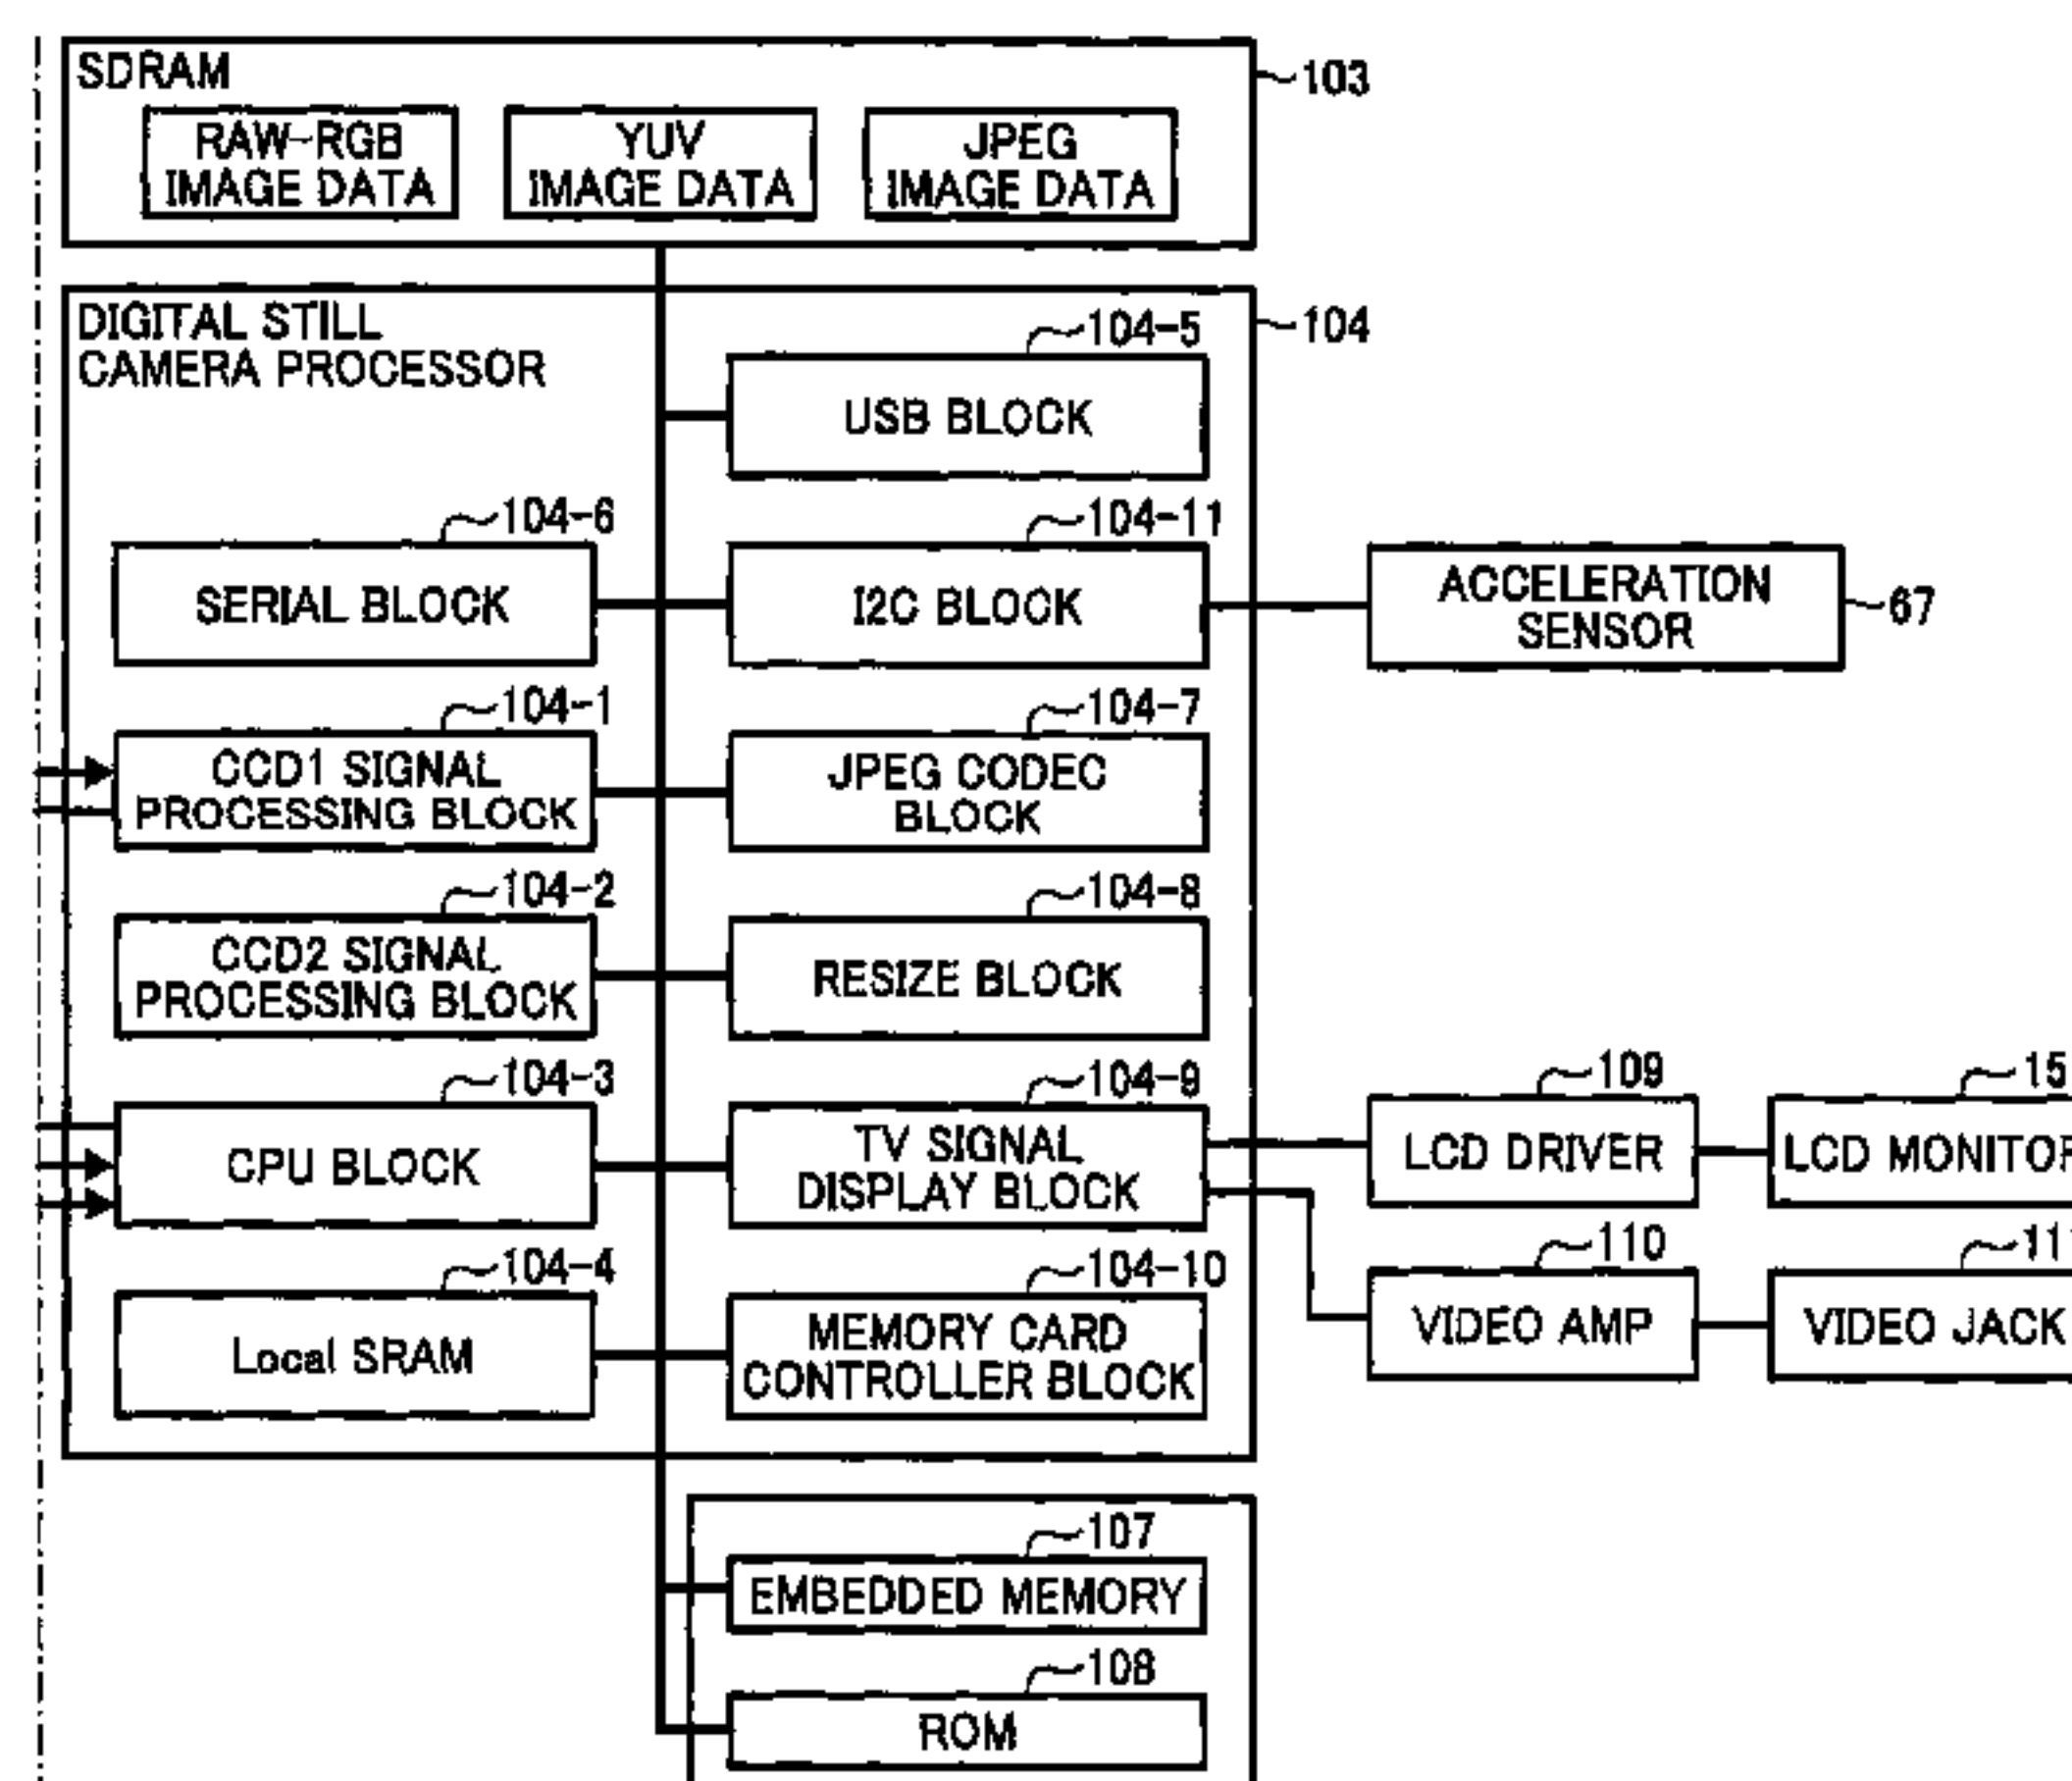 SDRAM
103
RAW-RGB
IMAGE DATA
YUV
IMAGE DATA
JPEG
IMAGE DATA
DIGITAL STILL
CAMERA PROCESSOR
104
104-5
USB BLOCK
104-6
SERIAL BLOCK
104-11
I2C BLOCK
ACCELERATION
SENSOR
67
104-1
CCD1 SIGNAL
PROCESSING BLOCK
104-7
JPEG CODEC
BLOCK
104-2
CCD2 SIGNAL
PROCESSING BLOCK
104-8
RESIZE BLOCK
104-3
CPU BLOCK
104-9
TV SIGNAL
DISPLAY BLOCK
109
LCD DRIVER
15
LCD MONITOR
104-4
Local SRAM
104-10
MEMORY CARD
CONTROLLER BLOCK
110
VIDEO AMP
VIDEO JACK
107
EMBEDDED MEMORY
108
ROM